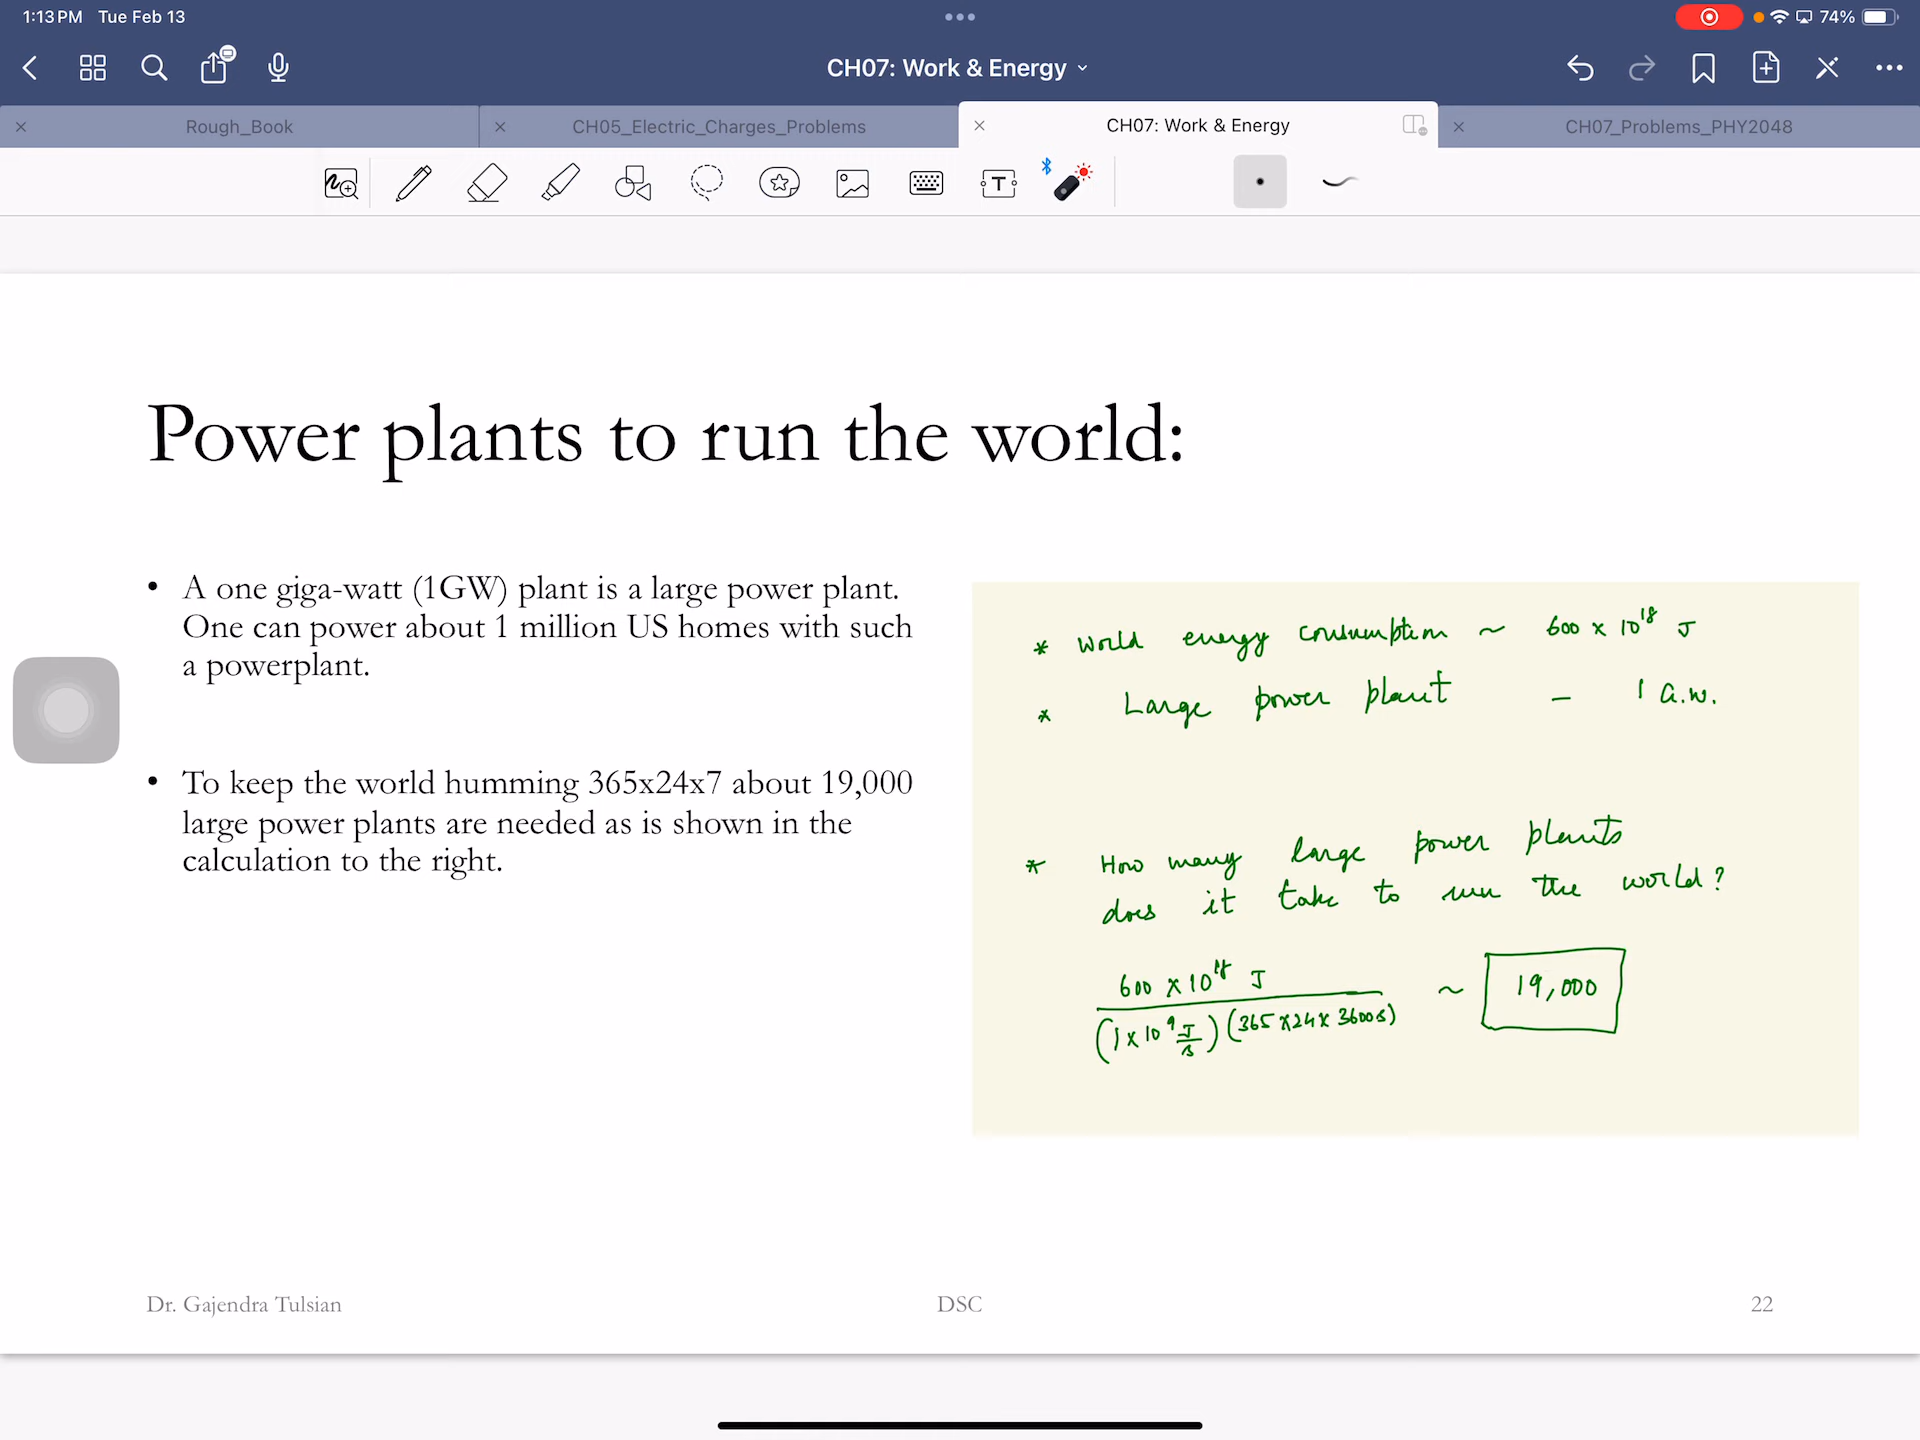 1:13 PM Tue Feb 13
74%
CH07: Work & Energy
Rough_Book
CH05_Electric_Charges_Problems
CH07: Work & Energy
CH07_Problems_PHY2048
T
Power plants to run the world:
• A one giga-watt (1GW) plant is a large power plant.
One can power about 1 million US homes with such
a powerplant.
• To keep the world humming 365x24x7 about 19,000
large power plants are needed as is shown in the
calculation to the right.
* World energy consumption ~ 600 x 10^18 J
* Large power plant – 1 G.W.
* How many large power plants
does it take to run the world?
600 x 10^18 J
(1 x 10^9 J/s) (365 x 24 x 3600 s)
~ 19,000
Dr. Gajendra Tulsian
DSC
22